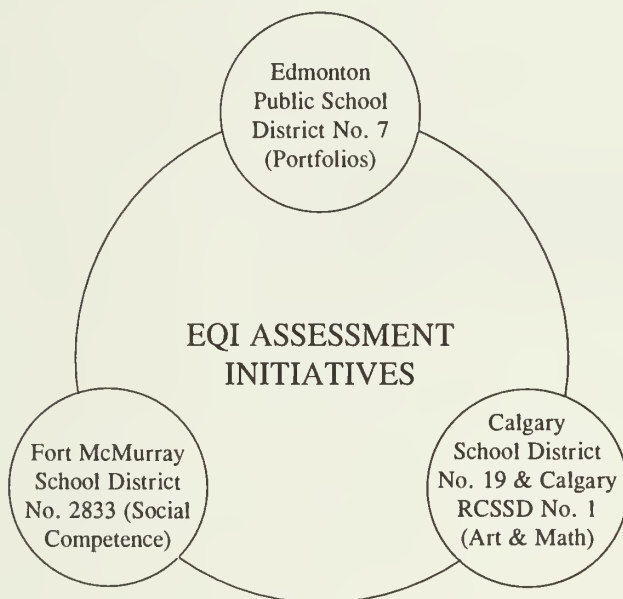 Edmonton
Public School
District No. 7
(Portfolios)
EQI ASSESSMENT
INITIATIVES
Fort McMurray
School District
No. 2833 (Social
Competence)
Calgary
School District
No. 19 & Calgary
RCSSD No. 1
(Art & Math)